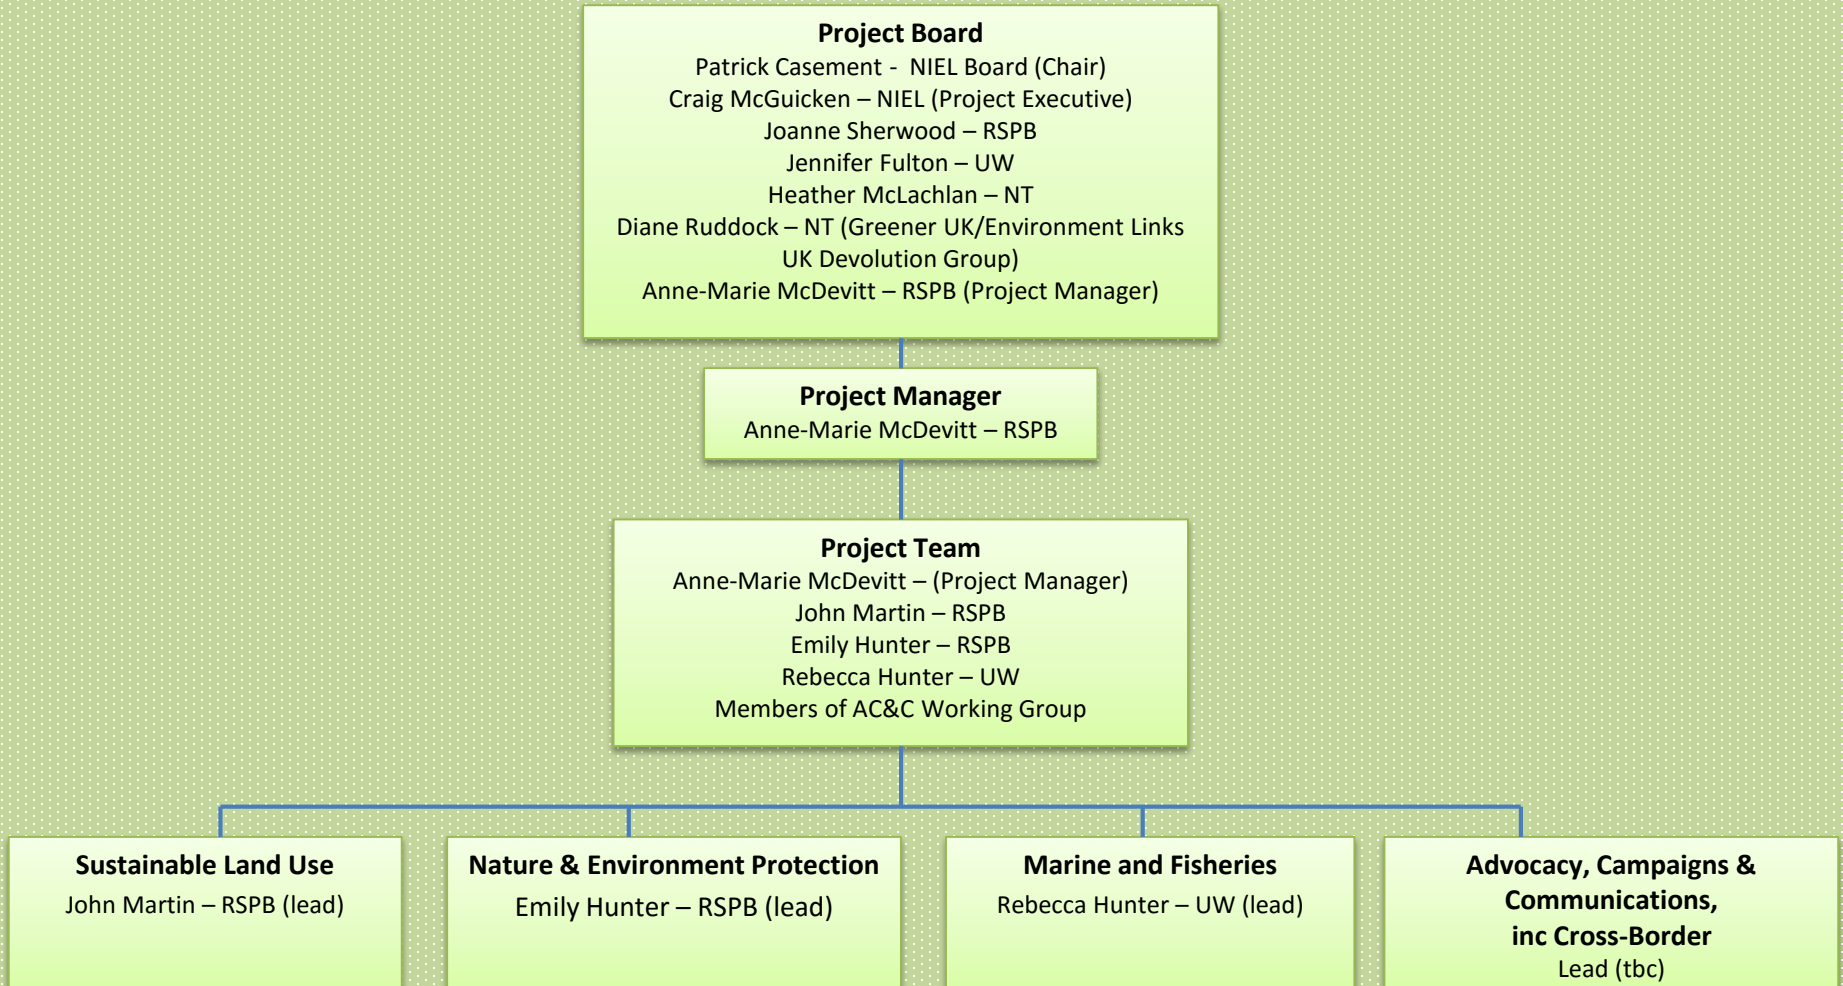 Project Board
Patrick Casement -  NIEL Board (Chair)
Craig McGuicken – NIEL (Project Executive)
Joanne Sherwood – RSPB
Jennifer Fulton – UW
Heather McLachlan – NT
Diane Ruddock – NT (Greener UK/Environment Links
UK Devolution Group)
Anne-Marie McDevitt – RSPB (Project Manager)
Project Manager
Anne-Marie McDevitt – RSPB
Project Team
Anne-Marie McDevitt – (Project Manager)
John Martin – RSPB
Emily Hunter – RSPB
Rebecca Hunter – UW
Members of AC&C Working Group
Sustainable Land Use
John Martin – RSPB (lead)
Nature & Environment Protection
Emily Hunter – RSPB (lead)
Marine and Fisheries
Rebecca Hunter – UW (lead)
Advocacy, Campaigns &
Communications,
inc Cross-Border
Lead (tbc)